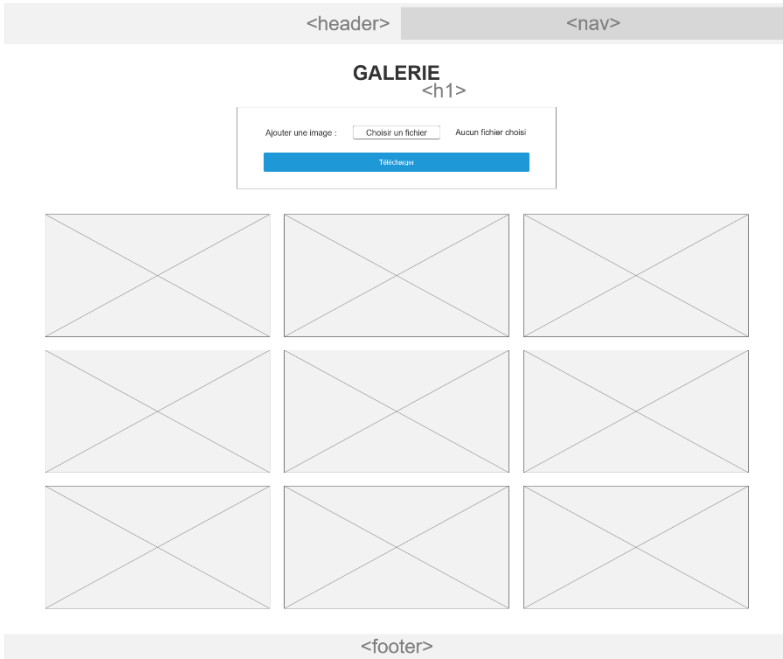 <header> <nav>
GALERIE
<h1>
Ajouter une image : Choisir un fichier Aucun fichier choisi
Télécharger
<footer>